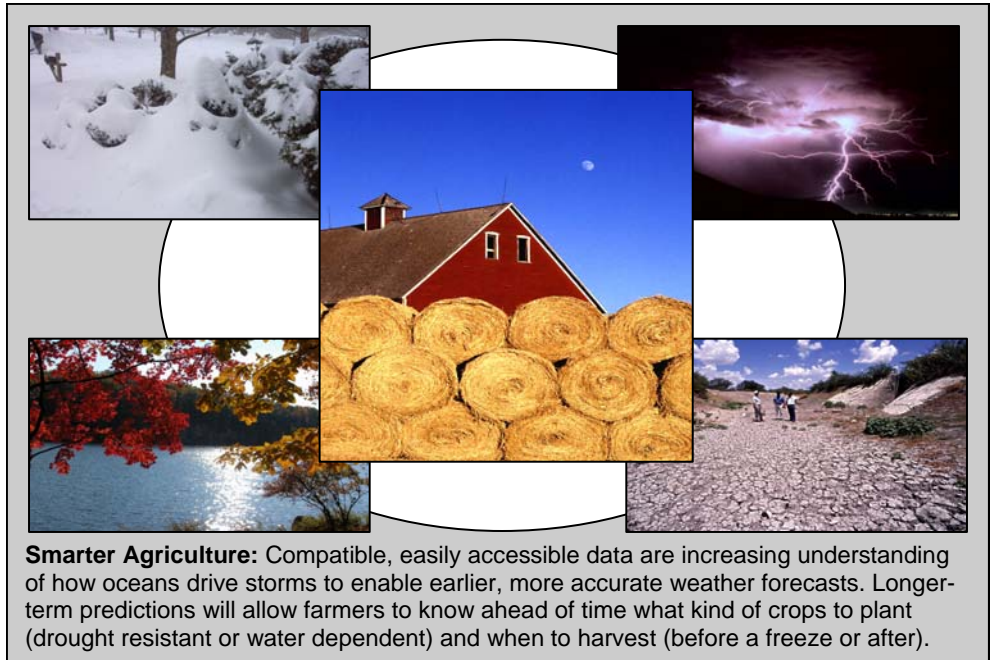 Smarter Agriculture: Compatible, easily accessible data are increasing understanding
of how oceans drive storms to enable earlier, more accurate weather forecasts. Longer-
term predictions will allow farmers to know ahead of time what kind of crops to plant
(drought resistant or water dependent) and when to harvest (before a freeze or after).